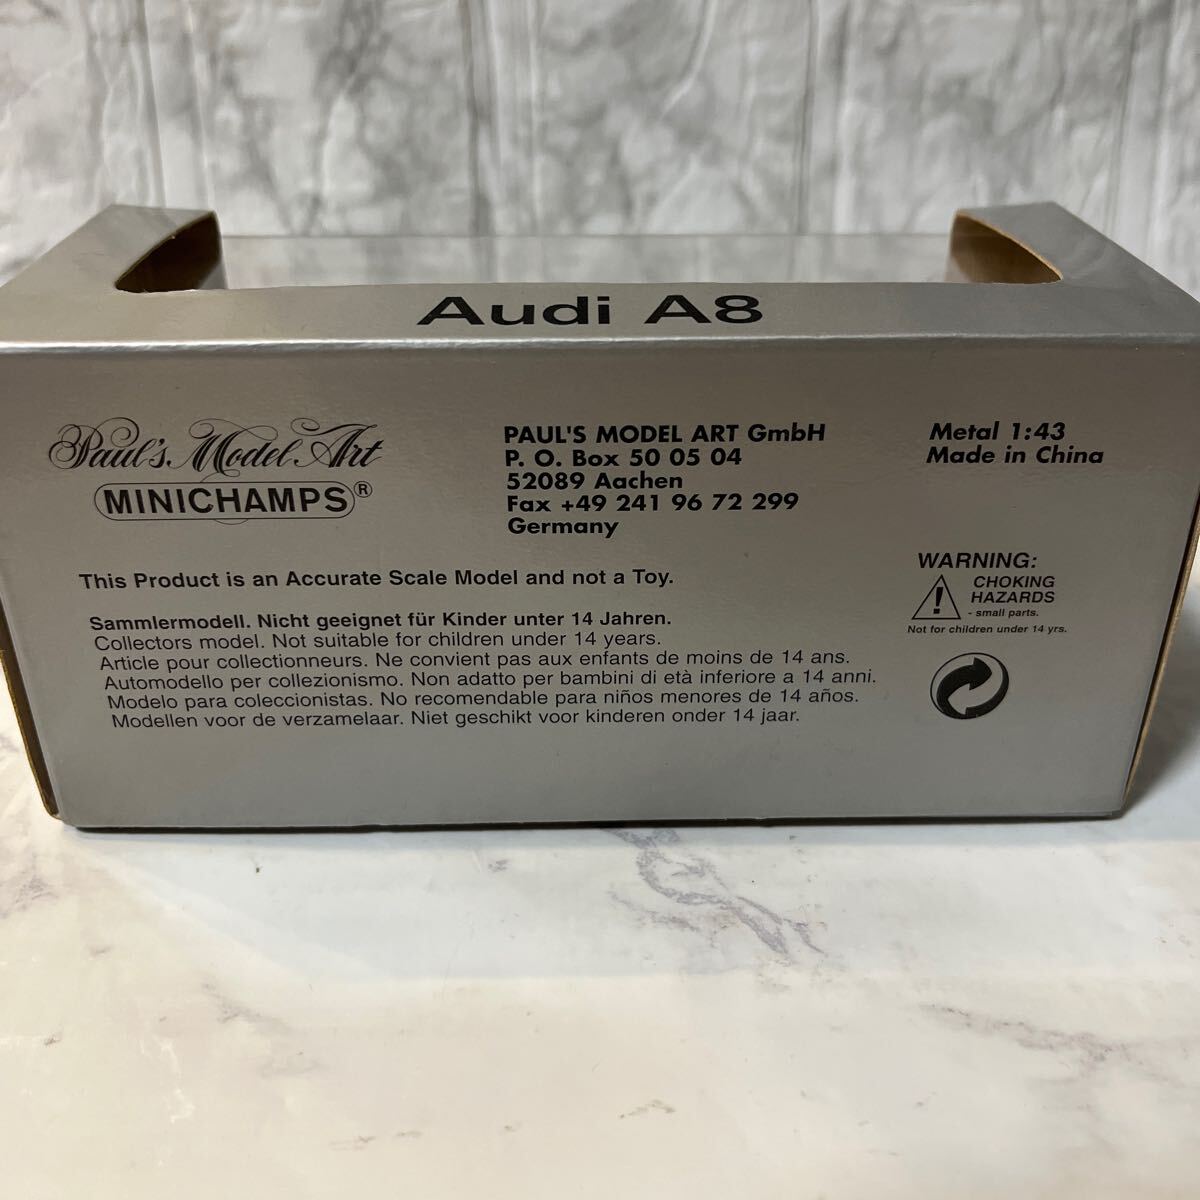 Audi A8
Paul's Model Art
MINICHAMPS®
PAUL'S MODEL ART GmbH
P. O. Box 50 05 04
52089 Aachen
Fax +49 241 96 72 299
Germany
Metal 1:43
Made in China
This Product is an Accurate Scale Model and not a Toy.
Sammlermodell. Nicht geeignet für Kinder unter 14 Jahren.
Collectors model. Not suitable for children under 14 years.
Article pour collectionneurs. Ne convient pas aux enfants de moins de 14 ans.
Automodello per collezionismo. Non adatto per bambini di età inferiore a 14 anni.
Modelo para coleccionistas. No recomendable para niños menores de 14 años.
Modellen voor de verzamelaar. Niet geschikt voor kinderen onder 14 jaar.
WARNING:
CHOKING
HAZARDS
- small parts.
Not for children under 14 yrs.